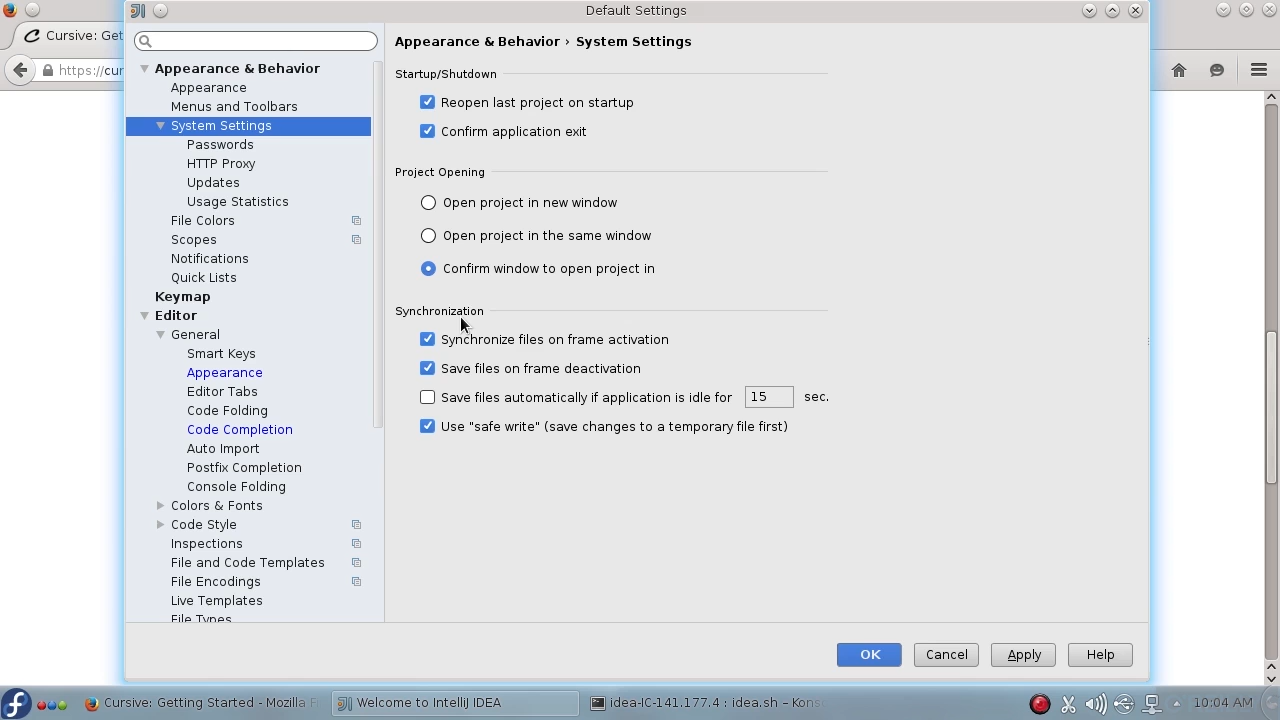 Default Settings
Cursive: Get
https://cur
Appearance & Behavior
Appearance
Menus and Toolbars
System Settings
Passwords
HTTP Proxy
Updates
Usage Statistics
File Colors
Scopes
Notifications
Quick Lists
Keymap
Editor
General
Smart Keys
Appearance
Editor Tabs
Code Folding
Code Completion
Auto Import
Postfix Completion
Console Folding
Colors & Fonts
Code Style
Inspections
File and Code Templates
File Encodings
Live Templates
File Types
Appearance & Behavior › System Settings
Startup/Shutdown
Reopen last project on startup
Confirm application exit
Project Opening
Open project in new window
Open project in the same window
Confirm window to open project in
Synchronization
Synchronize files on frame activation
Save files on frame deactivation
Save files automatically if application is idle for 15 sec.
Use "safe write" (save changes to a temporary file first)
OK Cancel Apply Help
Cursive: Getting Started - Mozilla F
Welcome to IntelliJ IDEA
idea-IC-141.177.4 : idea.sh – Kons
10:04 AM